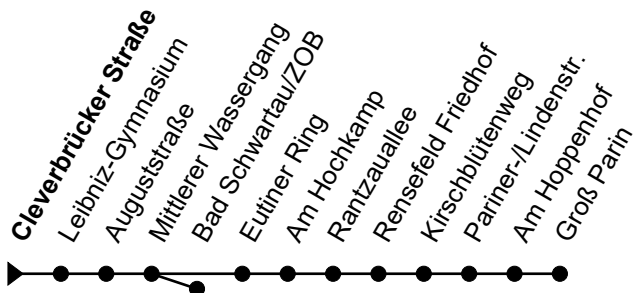 Cleverbrücker Straße
Leibniz-Gymnasium
Auguststraße
Mittlerer Wassergang
Bad Schwartau/ZOB
Eutiner Ring
Am Hochkamp
Rantzauallee
Rensefeld Friedhof
Kirschblütenweg
Pariner-/Lindenstr.
Am Hoppenhof
Groß Parin